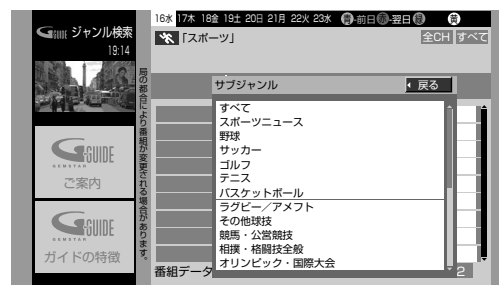 GGUIDE ジャンル検索
19:14
16水 17木 18金 19土 20日 21月 22火 23水 青-前日 翌日 黄
「スポーツ」
全CH すべて
局の都合により番組が変更される場合があります。
サブジャンル
戻る
すべて
スポーツニュース
野球
サッカー
ゴルフ
テニス
バスケットボール
ラグビー／アメフト
その他球技
競馬・公営競技
相撲・格闘技全般
オリンピック・国際大会
GGUIDE
GEMSTAR
ご案内
GGUIDE
GEMSTAR
ガイドの特徴
番組データ
2